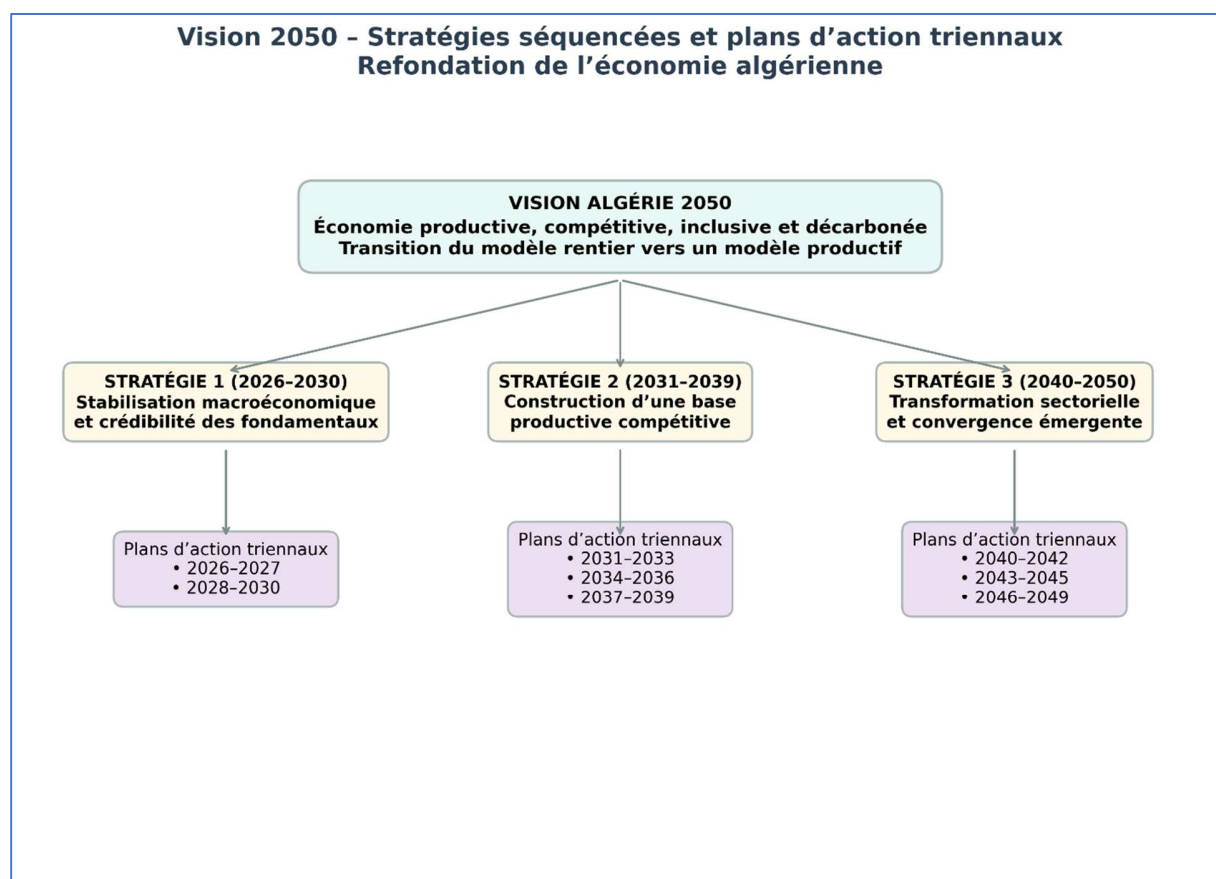 Vision 2050 – Stratégies séquencées et plans d’action triennaux
Refondation de l’économie algérienne
VISION ALGÉRIE 2050
Économie productive, compétitive, inclusive et décarbonée
Transition du modèle rentier vers un modèle productif
STRATÉGIE 1 (2026–2030)
Stabilisation macroéconomique
et crédibilité des fondamentaux
STRATÉGIE 2 (2031–2039)
Construction d’une base
productive compétitive
STRATÉGIE 3 (2040–2050)
Transformation sectorielle
et convergence émergente
Plans d’action triennaux
• 2026–2027
• 2028–2030
Plans d’action triennaux
• 2031–2033
• 2034–2036
• 2037–2039
Plans d’action triennaux
• 2040–2042
• 2043–2045
• 2046–2049